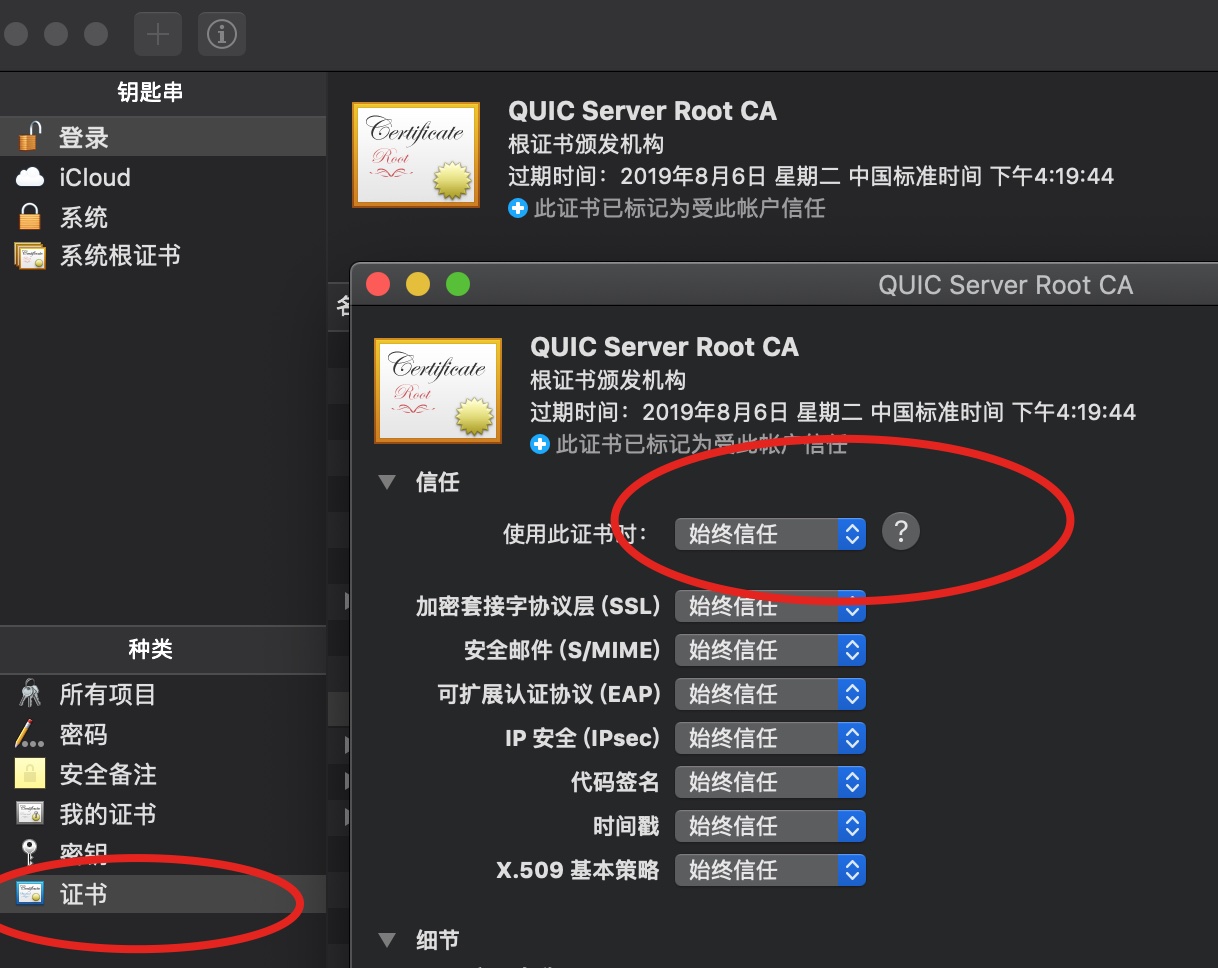 钥匙串
登录
iCloud
系统
系统根证书
QUIC Server Root CA
根证书颁发机构
过期时间：2019年8月6日 星期二 中国标准时间 下午4:19:44
此证书已标记为受此帐户信任
名
QUIC Server Root CA
QUIC Server Root CA
根证书颁发机构
过期时间：2019年8月6日 星期二 中国标准时间 下午4:19:44
此证书已标记为受此帐户信任
信任
使用此证书时： 始终信任 ?
加密套接字协议层 (SSL) 始终信任
安全邮件 (S/MIME) 始终信任
可扩展认证协议 (EAP) 始终信任
IP 安全 (IPsec) 始终信任
代码签名 始终信任
时间戳 始终信任
X.509 基本策略 始终信任
细节
种类
所有项目
密码
安全备注
我的证书
密钥
证书